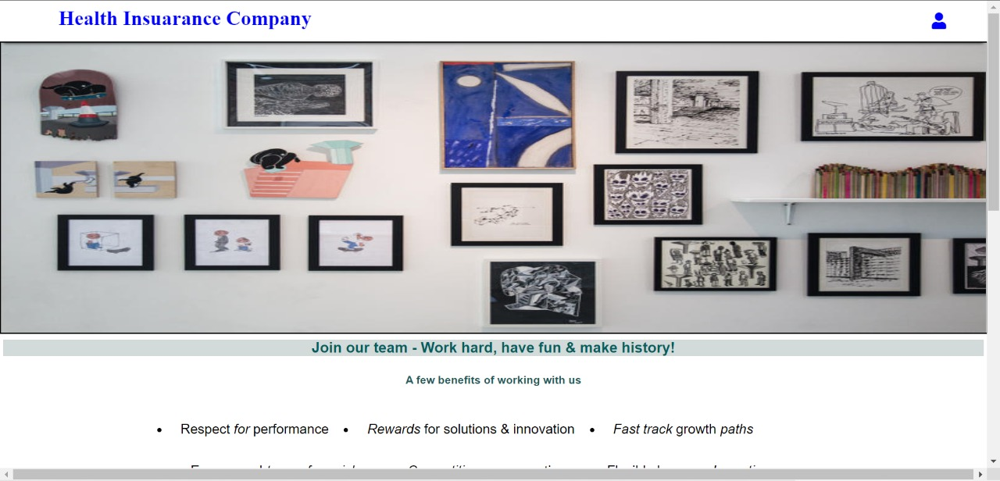 Health Insuarance Company
Join our team - Work hard, have fun & make history!
A few benefits of working with us
• Respect for performance • Rewards for solutions & innovation • Fast track growth paths